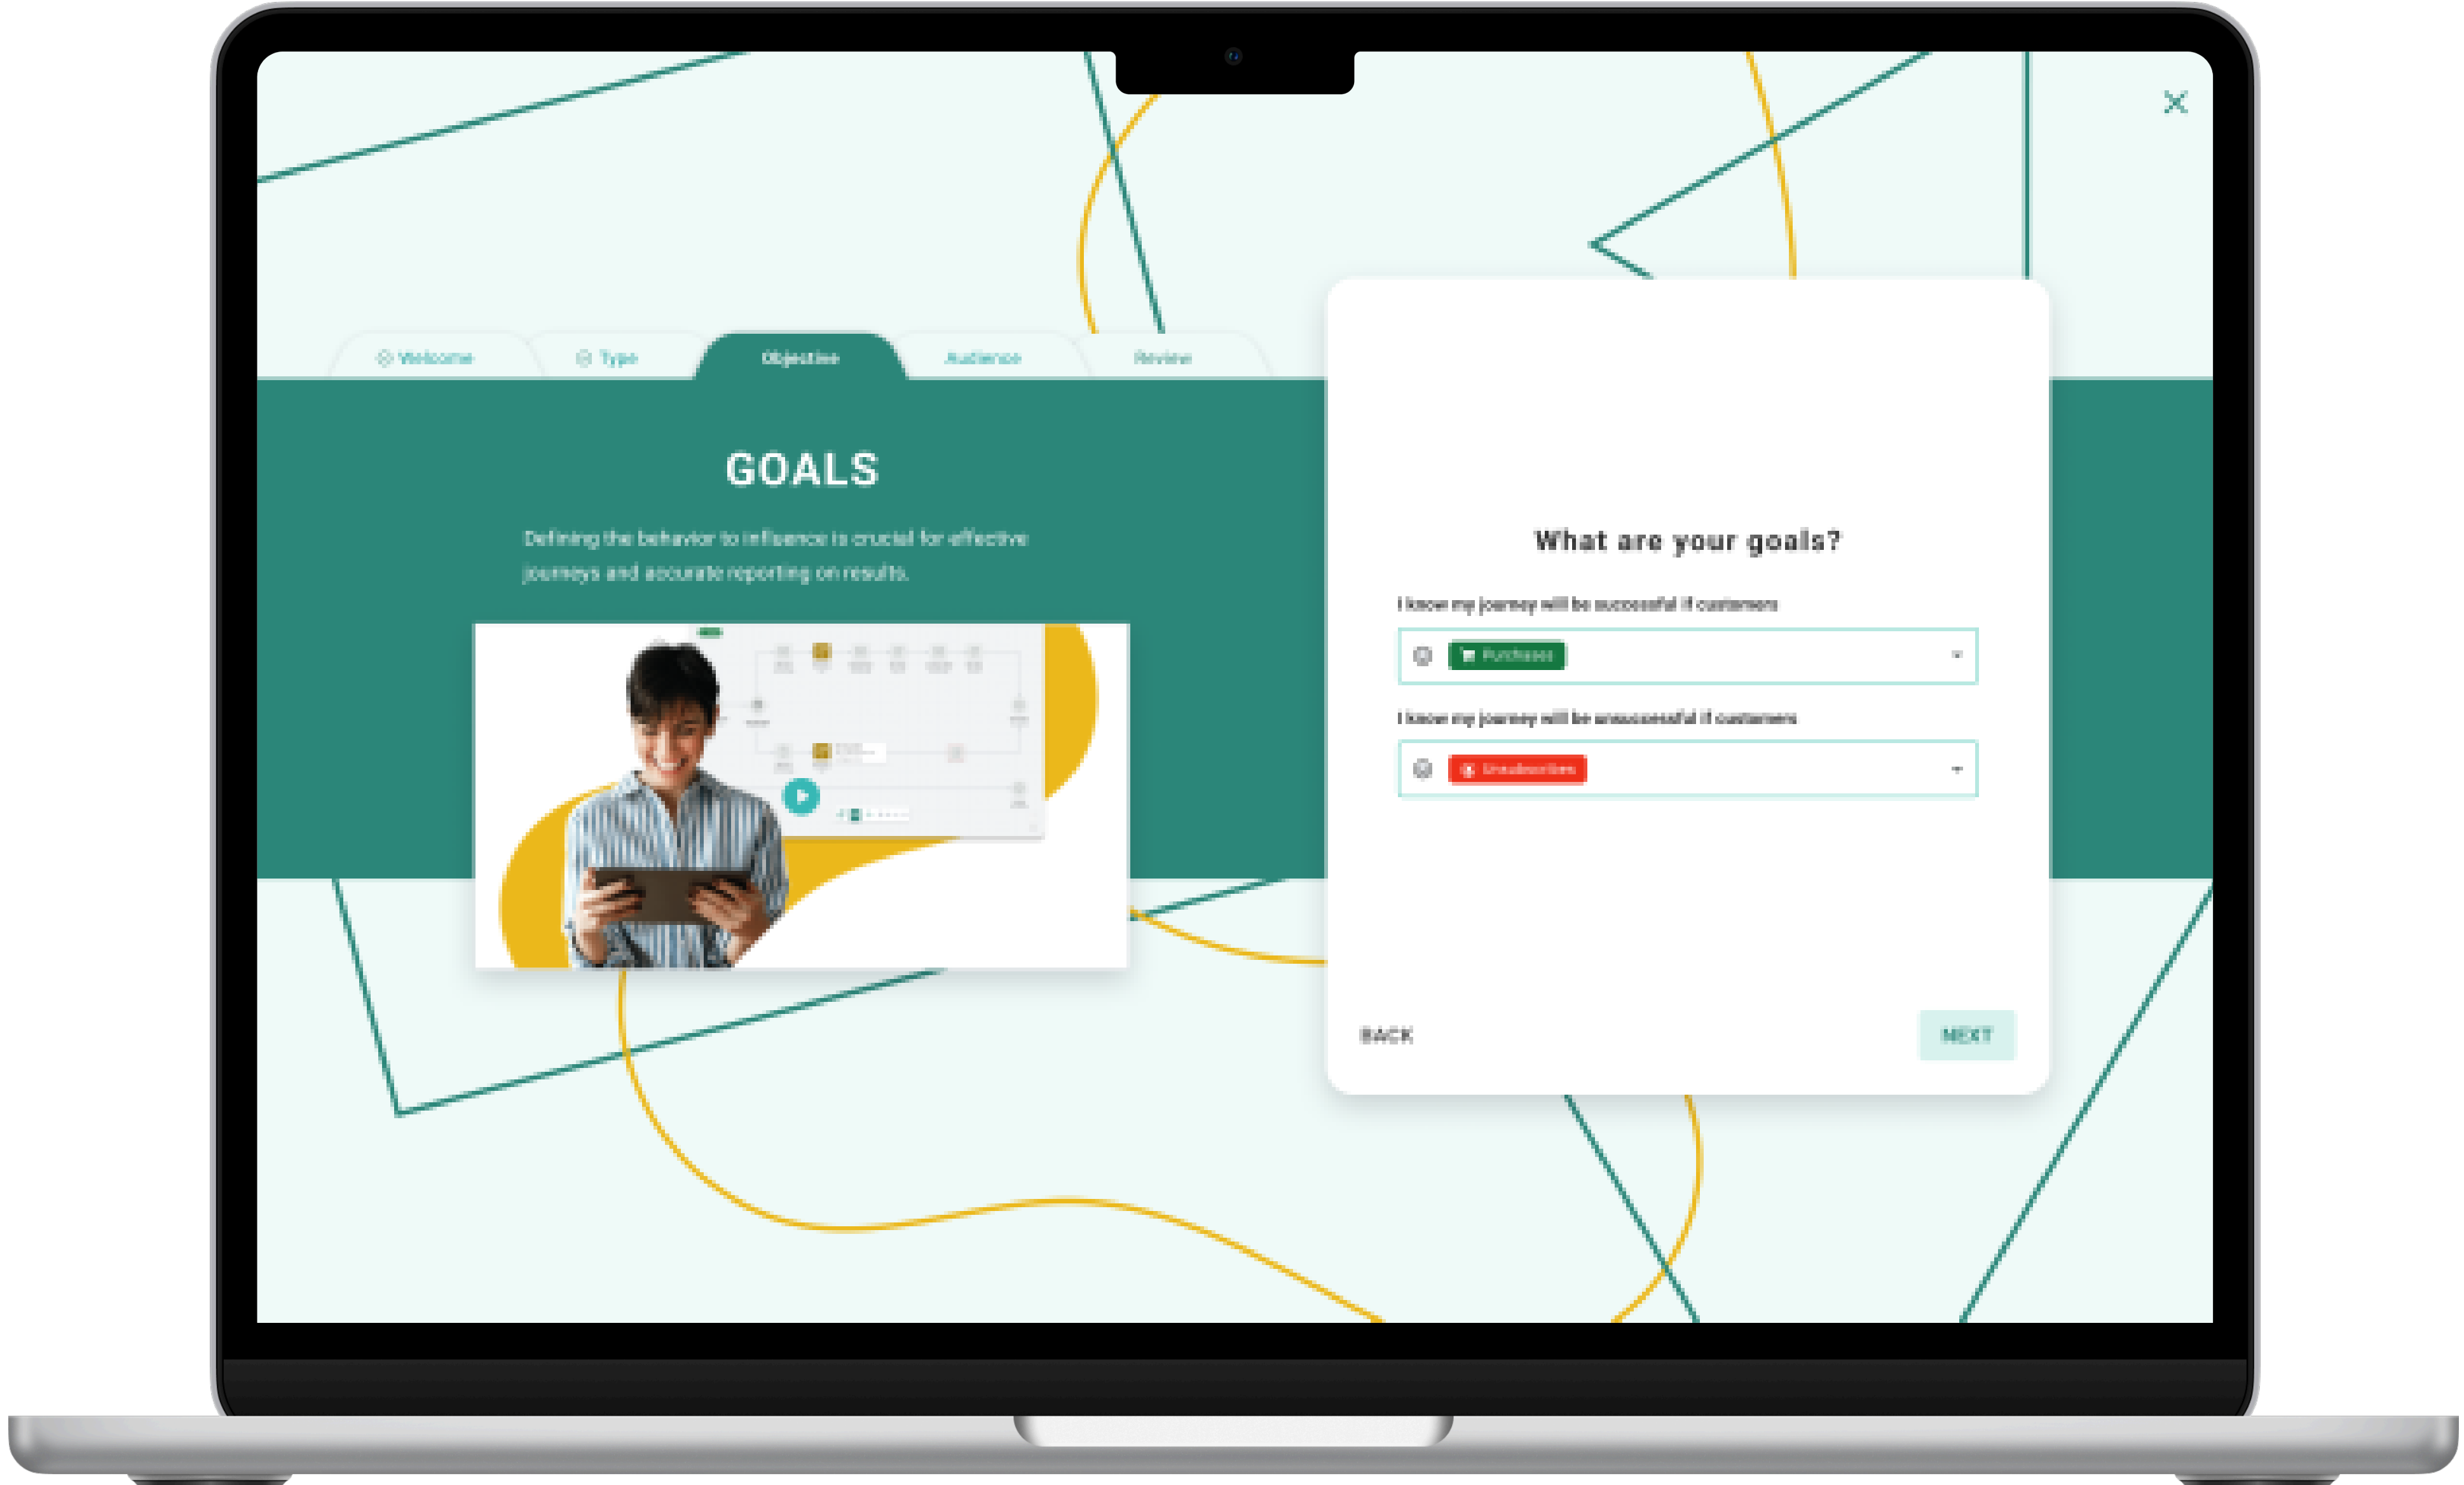 Welcome
Type
Objective
Audience
Review
GOALS
Defining the behavior to influence is crucial for effective
journeys and accurate reporting on results.
What are your goals?
I know my journey will be successful if customers
Purchases
I know my journey will be unsuccessful if customers
Unsubscribes
BACK
NEXT